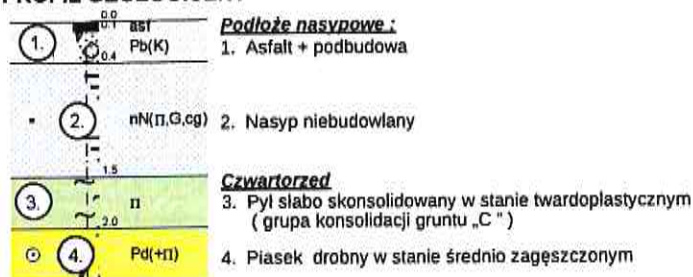 0.0
0.1 asf Podłoże nasypowe :
1. Pb(K) 1. Asfalt + podbudowa
0.4
2. nN(Π,G,cg) 2. Nasyp niebudowlany
1.5
Czwartorzęd
3. п 3. Pył słabo skonsolidowany w stanie twardoplastycznym
2.0 ( grupa konsolidacji gruntu „C ” )
4. Pd(+Π) 4. Piasek drobny w stanie średnio zagęszczonym